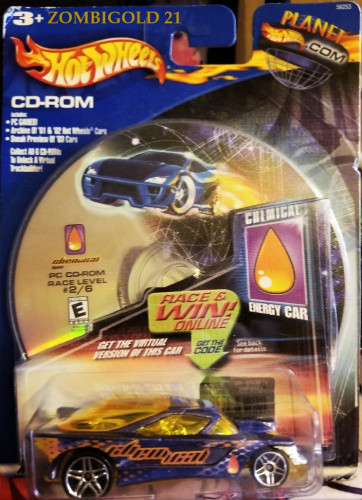 3+ ZOMBIGOLD 21
56253
Hot Wheels
PLANET
.COM
CD-ROM
Includes:
• PC GAMES!
• Archive Of '01 & '02 Hot Wheels® Cars
• Sneak Preview Of '03 Cars
Collect All 6 CD-ROMs
To Unlock A Virtual
Trackbuilder!
CHEMICAL
ENERGY CAR
chemical
PC CD-ROM
RACE LEVEL
#2/6
E
RACE &
WIN!
ONLINE
GET THE
CODE
See back
for details
GET THE VIRTUAL
VERSION OF THIS CAR
chemical